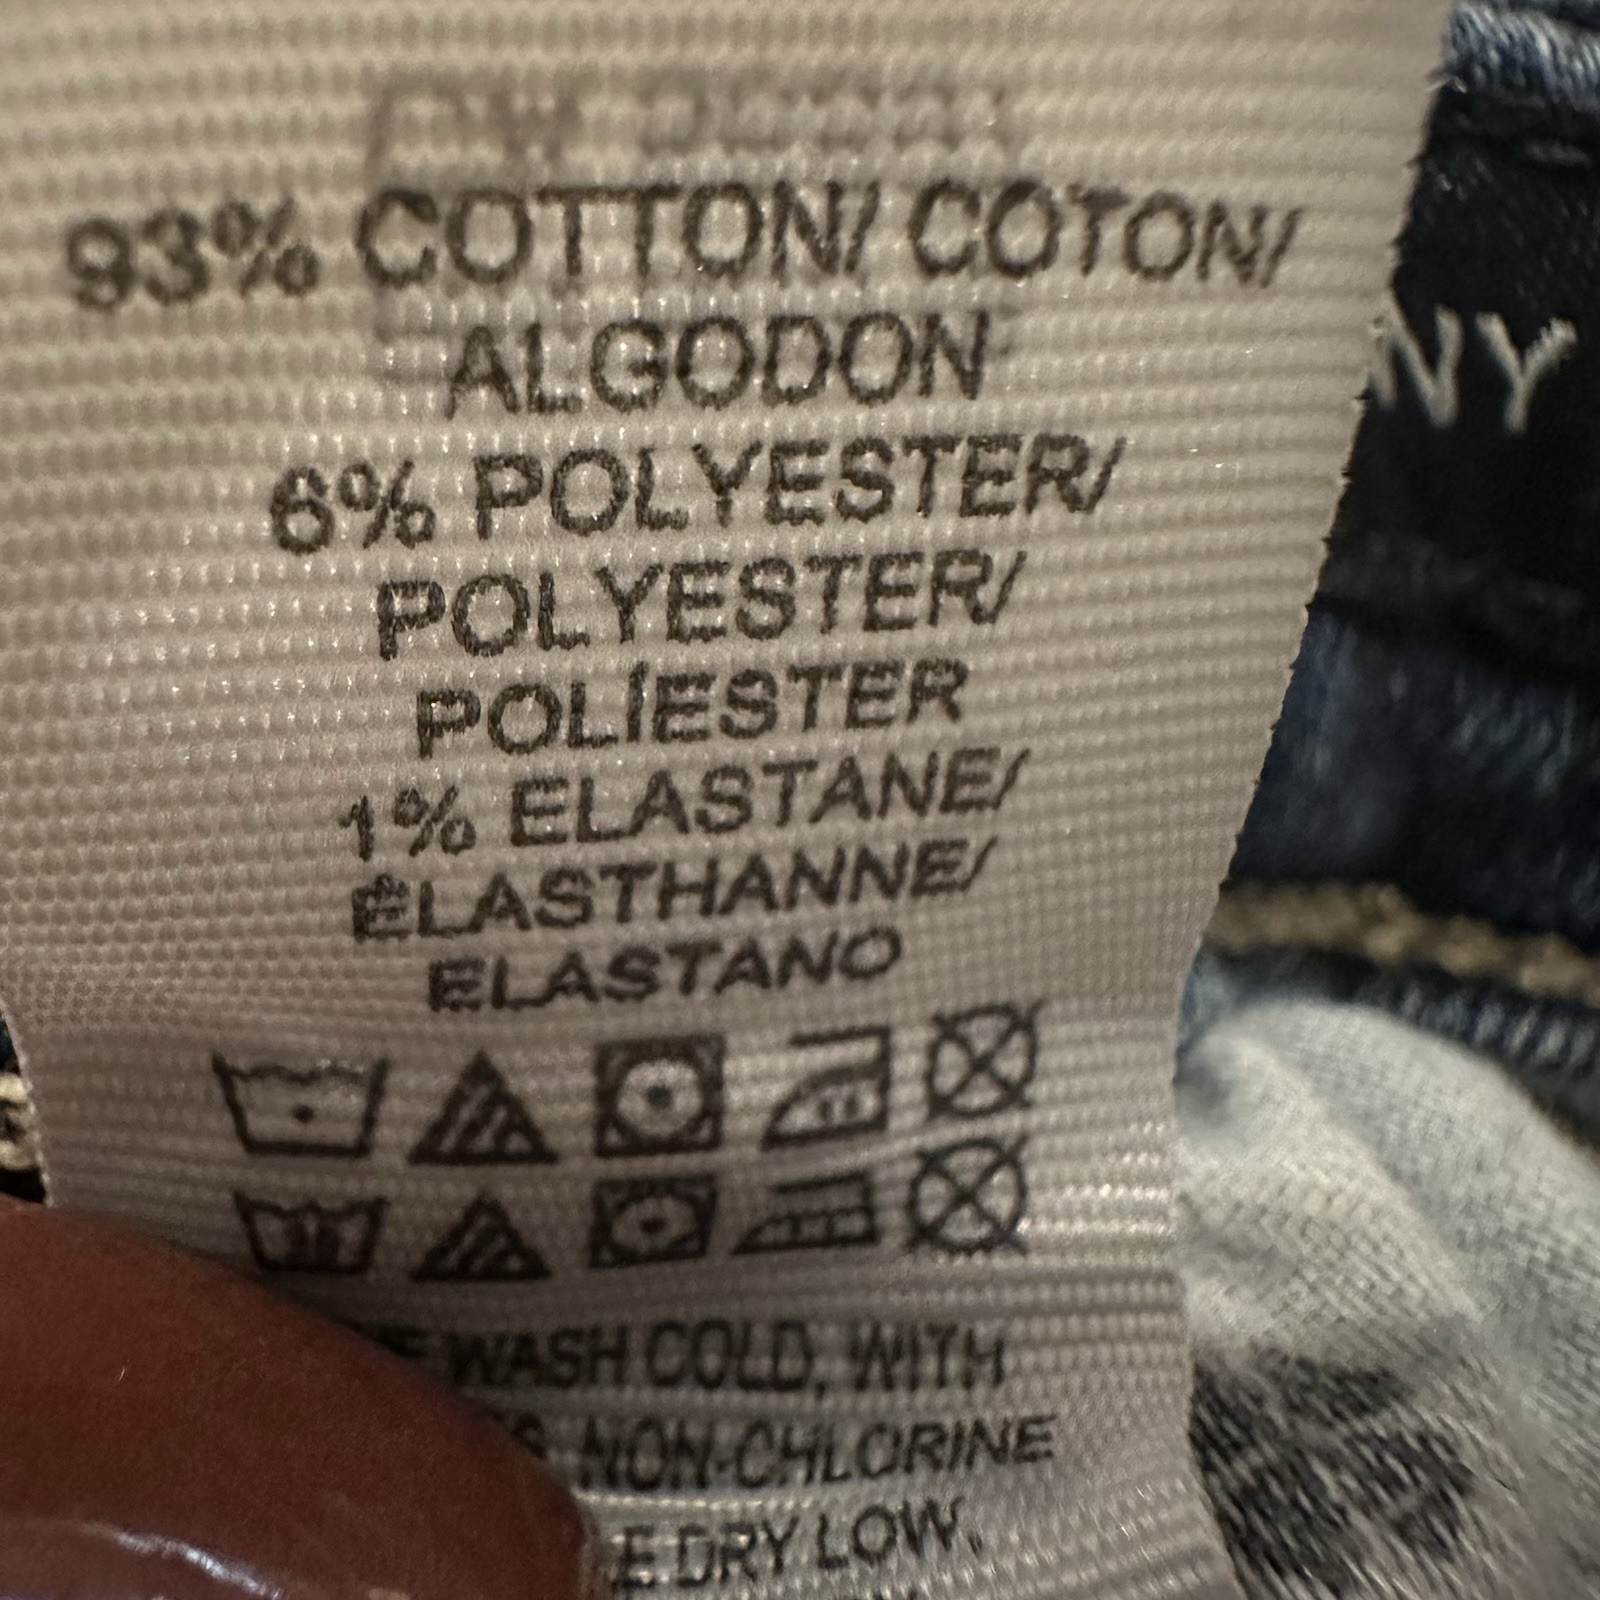 93% COTTON/ COTON/
ALGODON
6% POLYESTER/
POLYESTER/
POLÍESTER
1% ELASTANE/
ÉLASTHANNE/
ELASTANO
WASH COLD, WITH
NON-CHLORINE
DRY LOW,
NY